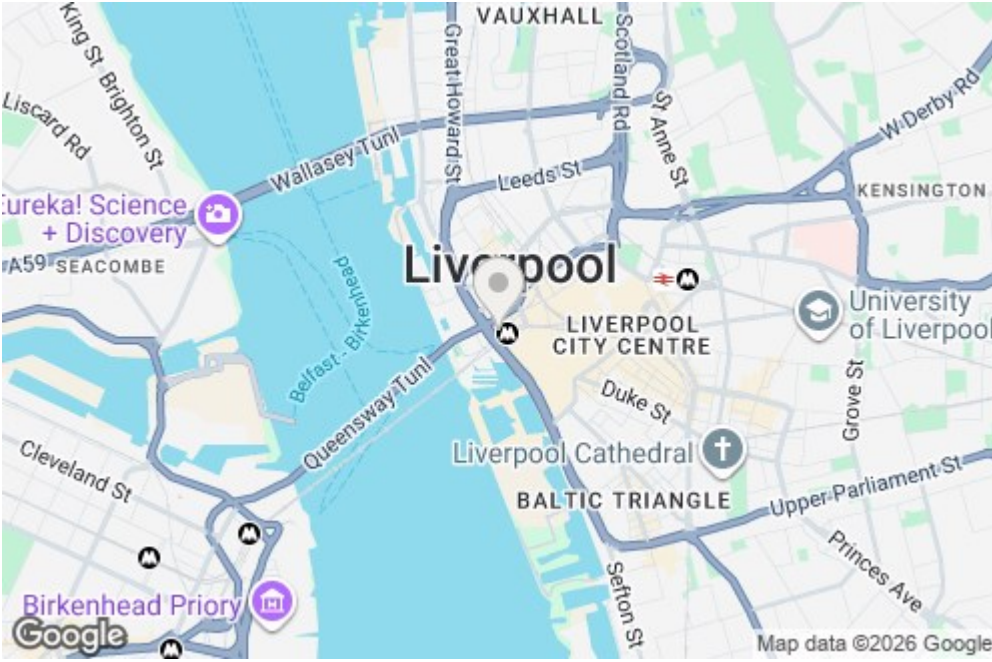 VAUXHALL
King St
Brighton St
Great Howard St
Scotland Rd
St Anne St
W Derby Rd
Liscard Rd
Wallasey Tunl
Leeds St
KENSINGTON
Eureka! Science
+ Discovery
A59
SEACOMBE
Liverpool
Belfast - Birkenhead
LIVERPOOL
CITY CENTRE
University
of Liverpool
Queensway Tunl
Duke St
Grove St
Cleveland St
Liverpool Cathedral
BALTIC TRIANGLE
Upper Parliament St
Princes Ave
Sefton St
Birkenhead Priory
Google
Map data ©2026 Google